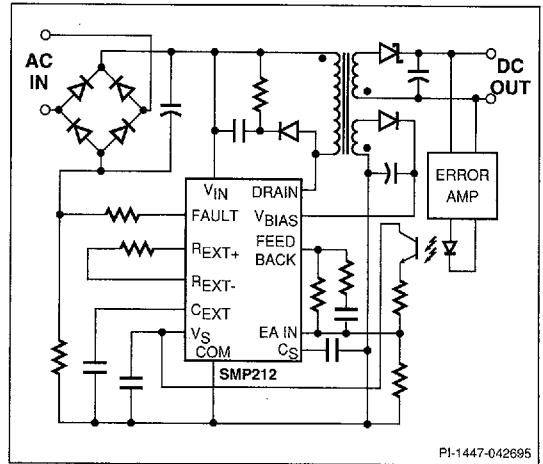 AC
IN
DC
OUT
VIN
DRAIN
FAULT
VBIAS
REXT+
FEED
BACK
REXT-
CEXT
VS
EA IN
COM
CS
SMP212
ERROR
AMP
PI-1447-042695